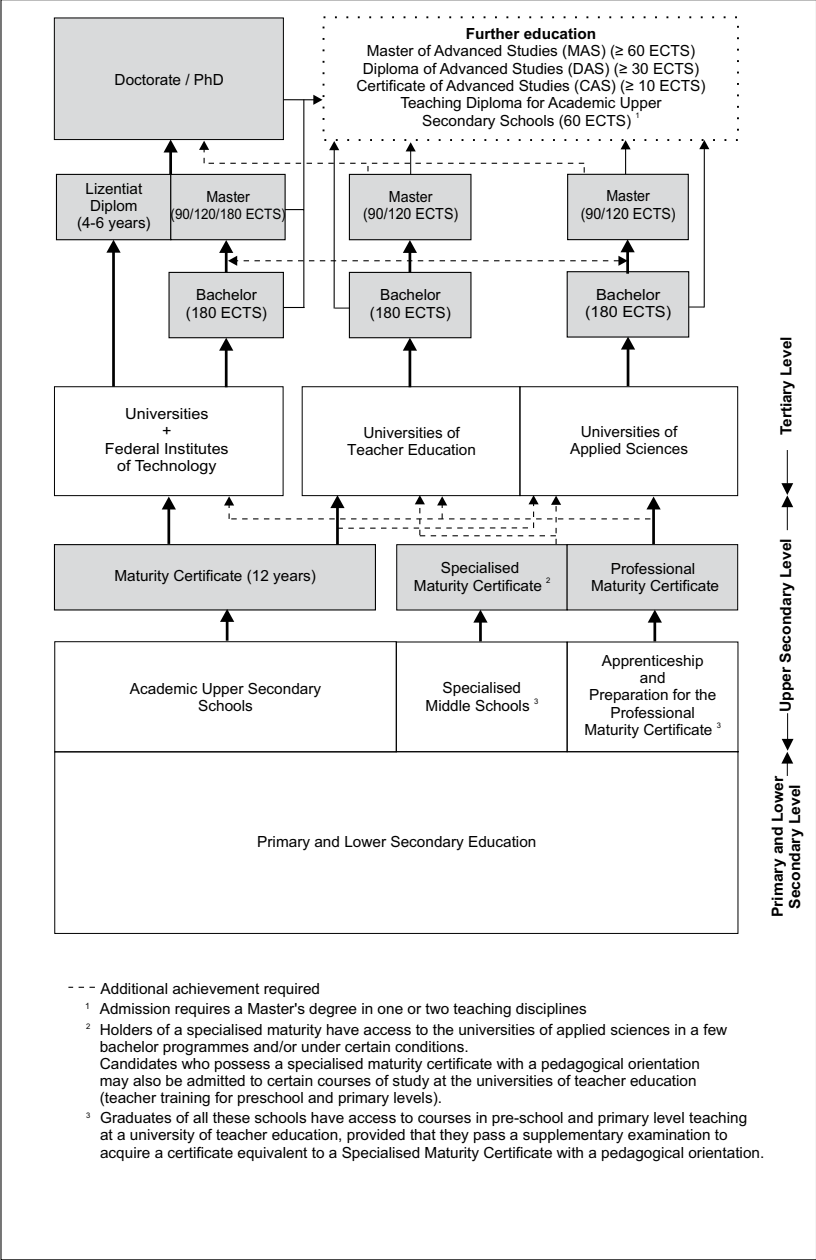 Doctorate / PhD
Further education
Master of Advanced Studies (MAS) (≥ 60 ECTS)
Diploma of Advanced Studies (DAS) (≥ 30 ECTS)
Certificate of Advanced Studies (CAS) (≥ 10 ECTS)
Teaching Diploma for Academic Upper
Secondary Schools (60 ECTS) ¹
Lizentiat
Diplom
(4-6 years)
Master
(90/120/180 ECTS)
Master
(90/120 ECTS)
Master
(90/120 ECTS)
Bachelor
(180 ECTS)
Bachelor
(180 ECTS)
Bachelor
(180 ECTS)
Universities
+
Federal Institutes
of Technology
Universities of
Teacher Education
Universities of
Applied Sciences
Tertiary Level
Maturity Certificate (12 years)
Specialised
Maturity Certificate ²
Professional
Maturity Certificate
Upper Secondary Level
Academic Upper Secondary
Schools
Specialised
Middle Schools ³
Apprenticeship
and
Preparation for the
Professional
Maturity Certificate ³
Primary and Lower Secondary Education
Primary and Lower
Secondary Level
--- Additional achievement required
¹ Admission requires a Master's degree in one or two teaching disciplines
² Holders of a specialised maturity have access to the universities of applied sciences in a few
bachelor programmes and/or under certain conditions.
Candidates who possess a specialised maturity certificate with a pedagogical orientation
may also be admitted to certain courses of study at the universities of teacher education
(teacher training for preschool and primary levels).
³ Graduates of all these schools have access to courses in pre-school and primary level teaching
at a university of teacher education, provided that they pass a supplementary examination to
acquire a certificate equivalent to a Specialised Maturity Certificate with a pedagogical orientation.